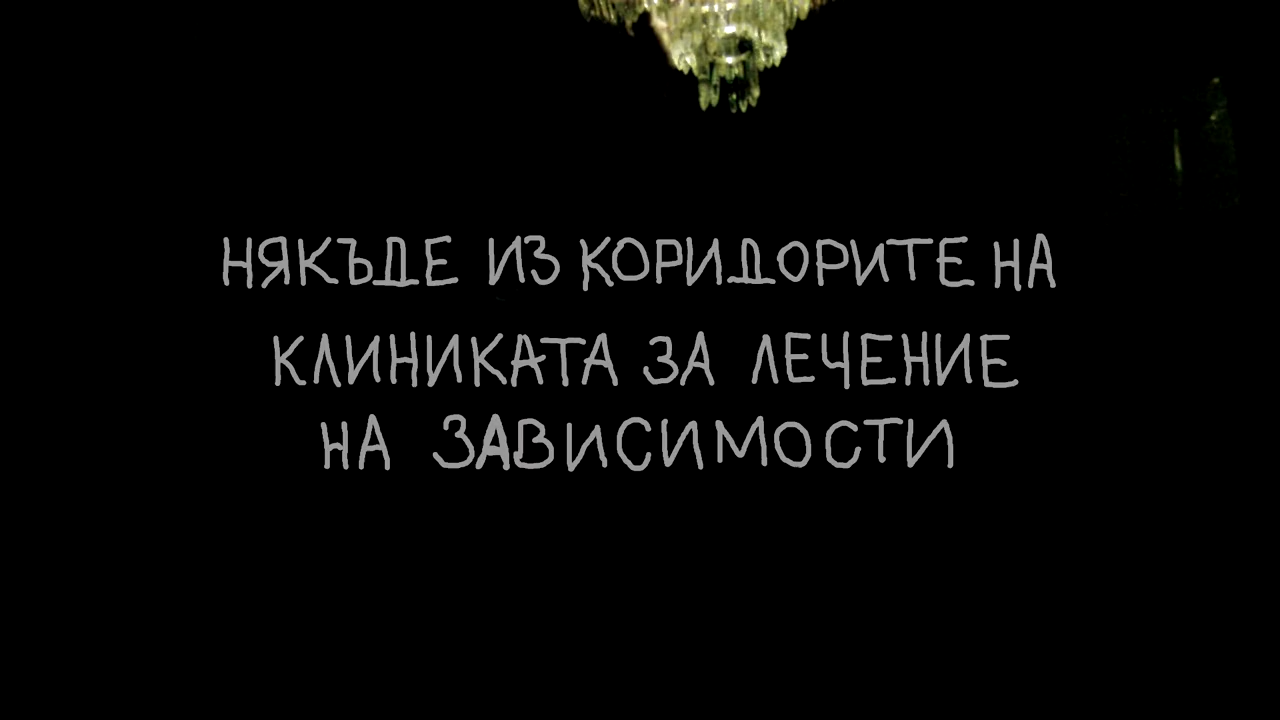 НЯКЪДЕ ИЗ КОРИДОРИТЕ НА
КЛИНИКАТА ЗА ЛЕЧЕНИЕ
НА ЗАВИСИМОСТИ